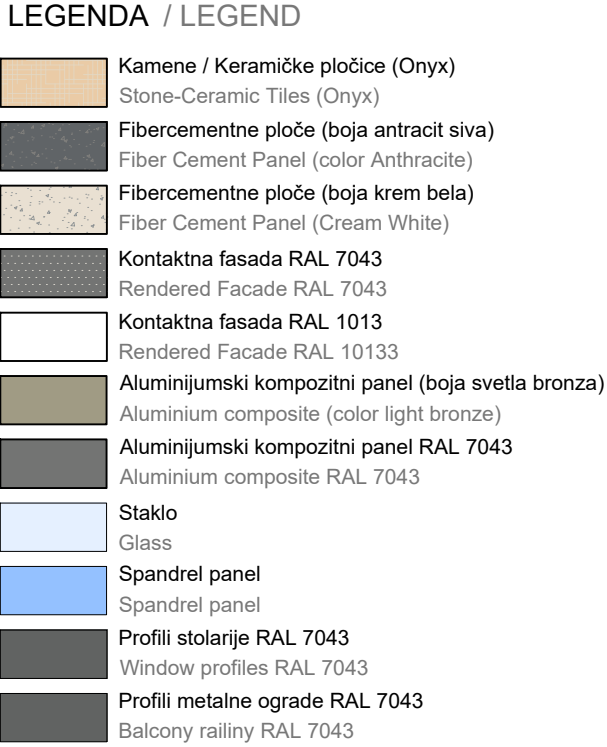 LEGENDA / LEGEND
Kamene / Keramičke pločice (Onyx)
Stone-Ceramic Tiles (Onyx)
Fibercementne ploče (boja antracit siva)
Fiber Cement Panel (color Anthracite)
Fibercementne ploče (boja krem bela)
Fiber Cement Panel (Cream White)
Kontaktna fasada RAL 7043
Rendered Facade RAL 7043
Kontaktna fasada RAL 1013
Rendered Facade RAL 10133
Aluminijumski kompozitni panel (boja svetla bronza)
Aluminium composite (color light bronze)
Aluminijumski kompozitni panel RAL 7043
Aluminium composite RAL 7043
Staklo
Glass
Spandrel panel
Spandrel panel
Profili stolarije RAL 7043
Window profiles RAL 7043
Profili metalne ograde RAL 7043
Balcony railiny RAL 7043